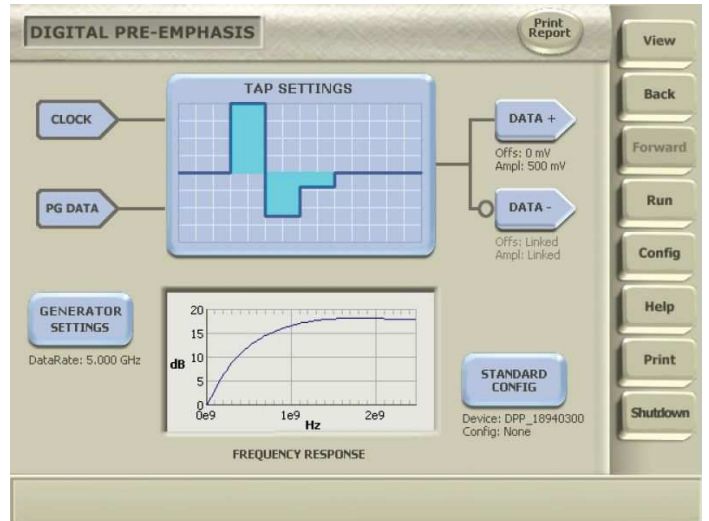 DIGITAL PRE-EMPHASIS
Print
Report
View
Back
Forward
Run
Config
Help
Print
Shutdown
TAP SETTINGS
CLOCK
PG DATA
DATA +
Offs: 0 mV
Ampl: 500 mV
DATA -
Offs: Linked
Ampl: Linked
GENERATOR
SETTINGS
DataRate: 5.000 GHz
20
15
dB
10
5
0
0e9
1e9
2e9
Hz
FREQUENCY RESPONSE
STANDARD
CONFIG
Device: DPP_18940300
Config: None